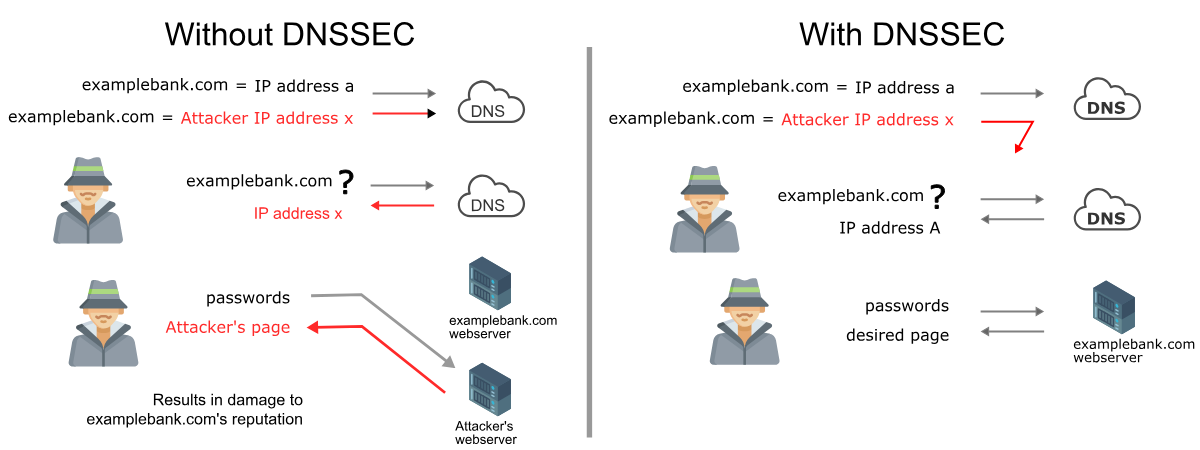 Without DNSSEC
examplebank.com = IP address a
examplebank.com = Attacker IP address x
DNS
examplebank.com ?
IP address x
DNS
passwords
Attacker's page
examplebank.com
webserver
Results in damage to
examplebank.com's reputation
Attacker's
webserver
With DNSSEC
examplebank.com = IP address a
examplebank.com = Attacker IP address x
DNS
examplebank.com ?
IP address A
DNS
passwords
desired page
examplebank.com
webserver